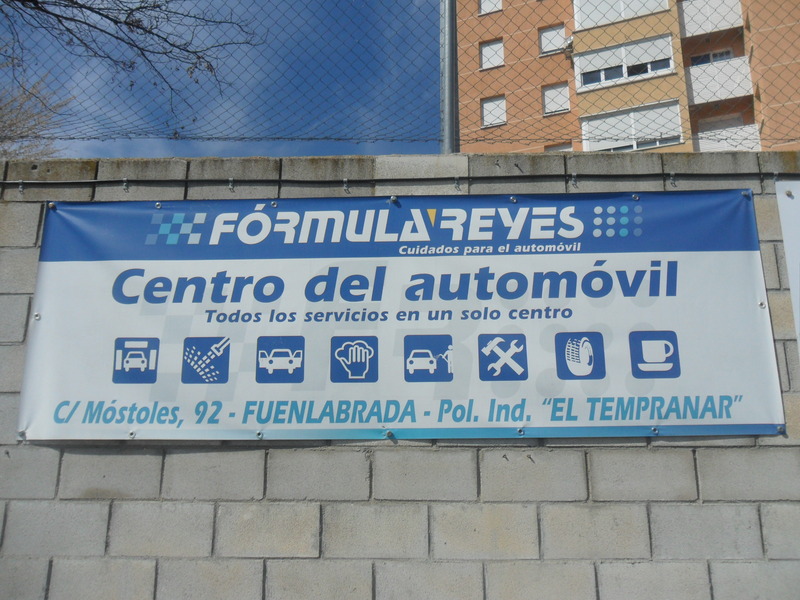 FÓRMULA'REYES
Cuidados para el automóvil
Centro del automóvil
Todos los servicios en un solo centro
C/ Móstoles, 92 - FUENLABRADA - Pol. Ind. "EL TEMPRANAR"